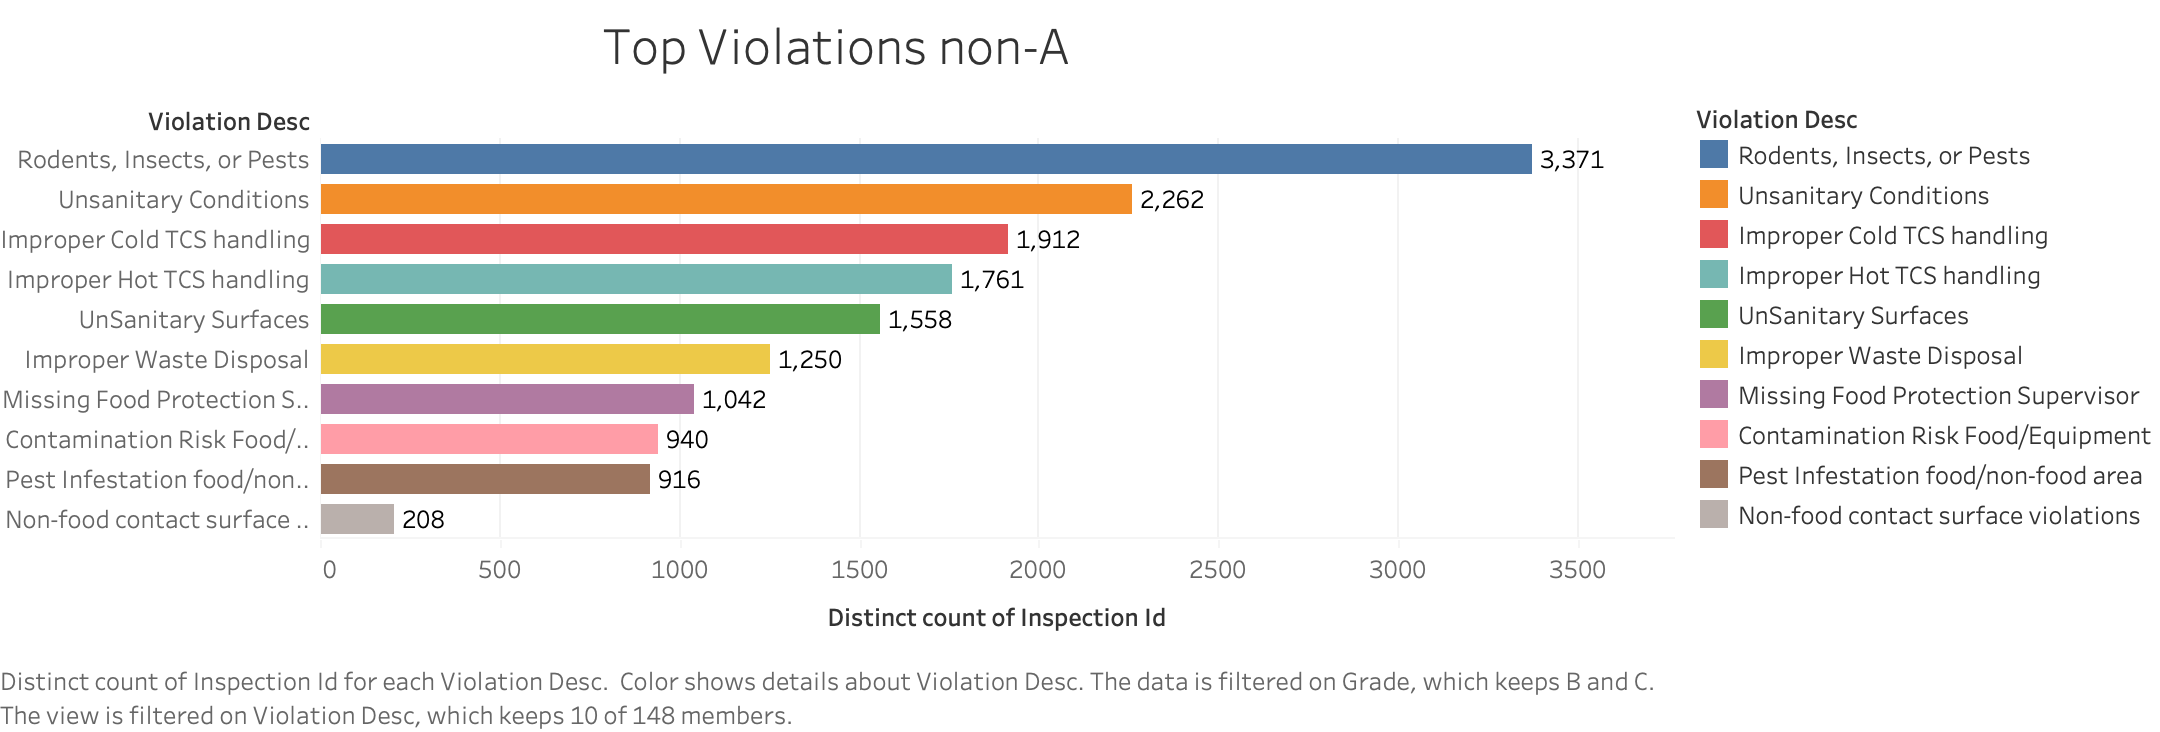 Top Violations non-A
Violation Desc
Rodents, Insects, or Pests 3,371
Unsanitary Conditions 2,262
Improper Cold TCS handling 1,912
Improper Hot TCS handling 1,761
UnSanitary Surfaces 1,558
Improper Waste Disposal 1,250
Missing Food Protection S.. 1,042
Contamination Risk Food/.. 940
Pest Infestation food/non.. 916
Non-food contact surface .. 208
0 500 1000 1500 2000 2500 3000 3500
Distinct count of Inspection Id
Violation Desc
Rodents, Insects, or Pests
Unsanitary Conditions
Improper Cold TCS handling
Improper Hot TCS handling
UnSanitary Surfaces
Improper Waste Disposal
Missing Food Protection Supervisor
Contamination Risk Food/Equipment
Pest Infestation food/non-food area
Non-food contact surface violations
Distinct count of Inspection Id for each Violation Desc.  Color shows details about Violation Desc. The data is filtered on Grade, which keeps B and C.
The view is filtered on Violation Desc, which keeps 10 of 148 members.